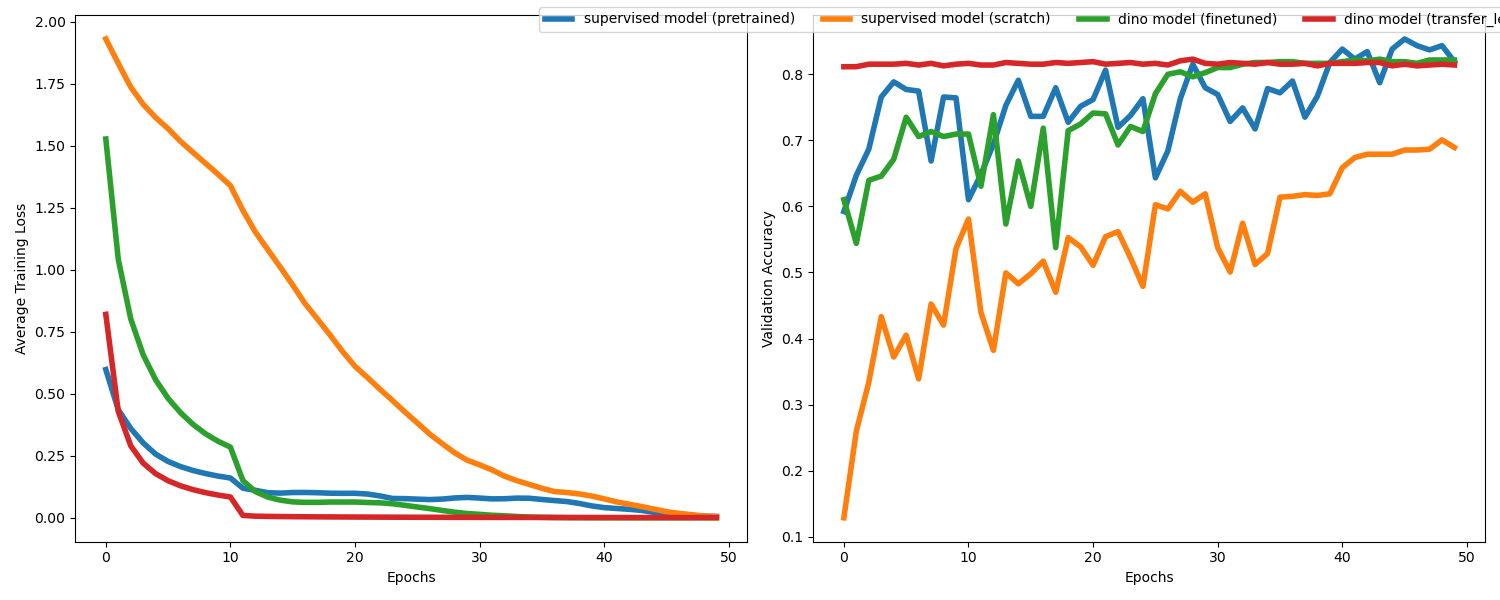 supervised model (pretrained) supervised model (scratch) dino model (finetuned) dino model (transfer_le
2.00
1.75
1.50
1.25
1.00
0.75
0.50
0.25
0.00
Average Training Loss
0 10 20 30 40 50
Epochs
0.8
0.7
0.6
0.5
0.4
0.3
0.2
0.1
Validation Accuracy
0 10 20 30 40 50
Epochs